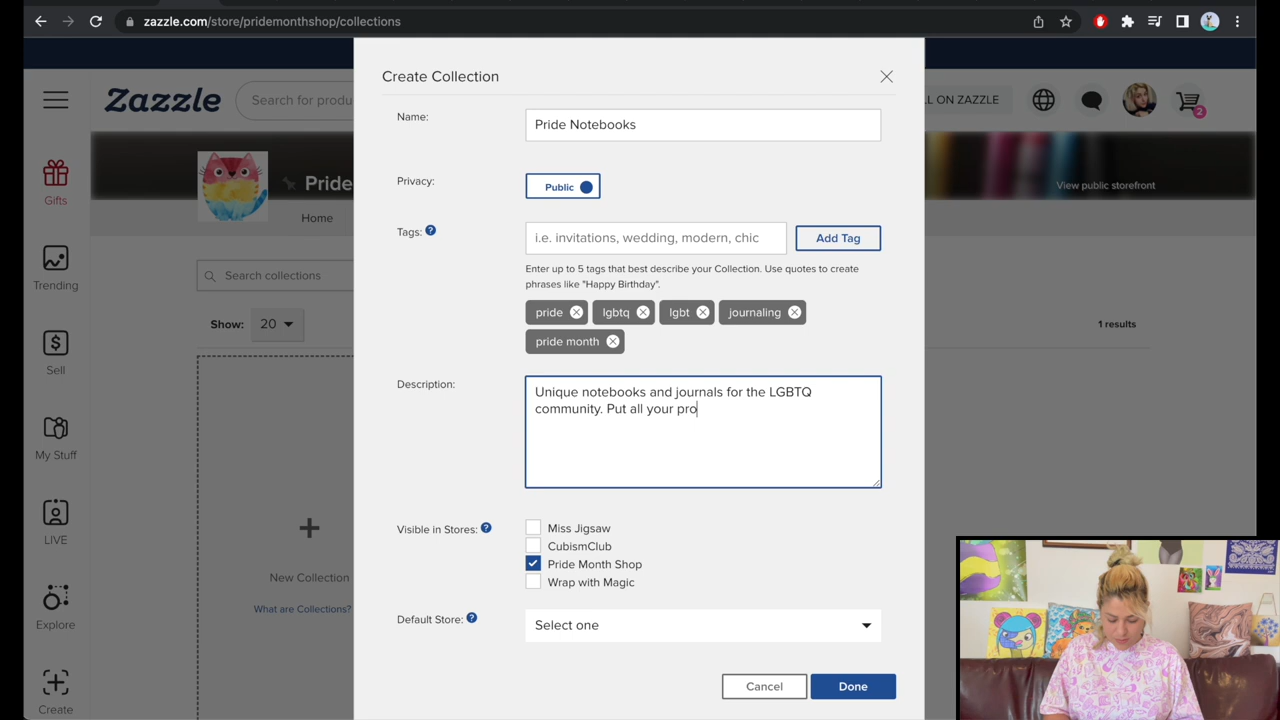 zazzle.com/store/pridemonthshop/collections
Create Collection
Zazzle
Search for produ
LL ON ZAZZLE
2
Name:
Pride Notebooks
Privacy:
Public
Gifts
Pride
View public storefront
Home
Tags: ?
i.e. invitations, wedding, modern, chic
Add Tag
Enter up to 5 tags that best describe your Collection. Use quotes to create
phrases like "Happy Birthday".
Trending
Search collections
pride
lgbtq
lgbt
journaling
Show:
20
1 results
pride month
Sell
Description:
Unique notebooks and journals for the LGBTQ
community. Put all your pro
My Stuff
LIVE
Visible in Stores: ?
Miss Jigsaw
CubismClub
Pride Month Shop
Wrap with Magic
New Collection
What are Collections?
Explore
Default Store: ?
Select one
Create
Cancel
Done